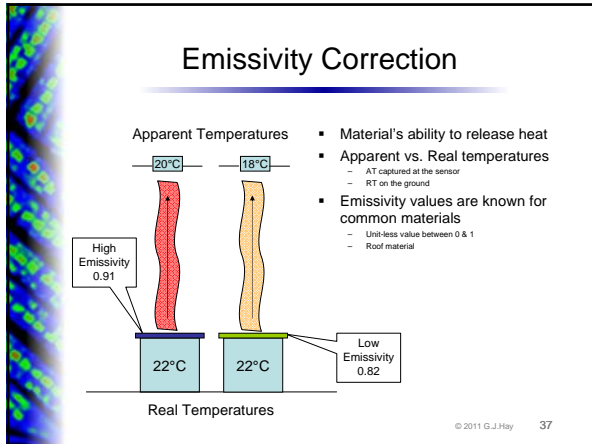 Emissivity Correction
Apparent Temperatures
20°C
18°C
High
Emissivity
0.91
22°C
22°C
Low
Emissivity
0.82
Real Temperatures
▪ Material's ability to release heat
▪ Apparent vs. Real temperatures
– AT captured at the sensor
– RT on the ground
▪ Emissivity values are known for
common materials
– Unit-less value between 0 & 1
– Roof material
© 2011 G.J.Hay
37